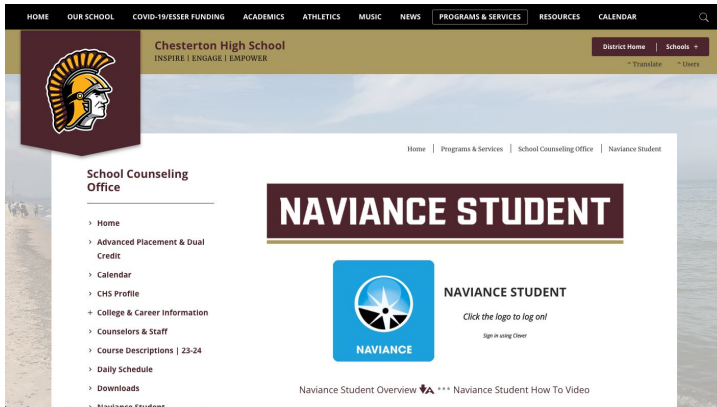 HOME OUR SCHOOL COVID-19/ESSER FUNDING ACADEMICS ATHLETICS MUSIC NEWS PROGRAMS & SERVICES RESOURCES CALENDAR
Chesterton High School
INSPIRE | ENGAGE | EMPOWER
District Home | Schools +
Translate Users
Home | Programs & Services | School Counseling Office | Naviance Student
School Counseling
Office
> Home
> Advanced Placement & Dual
Credit
> Calendar
> CHS Profile
+ College & Career Information
> Counselors & Staff
> Course Descriptions | 23-24
> Daily Schedule
> Downloads
> Naviance Student
NAVIANCE STUDENT
NAVIANCE
NAVIANCE STUDENT
Click the logo to log on!
Sign in using Clever
Naviance Student Overview *** Naviance Student How To Video